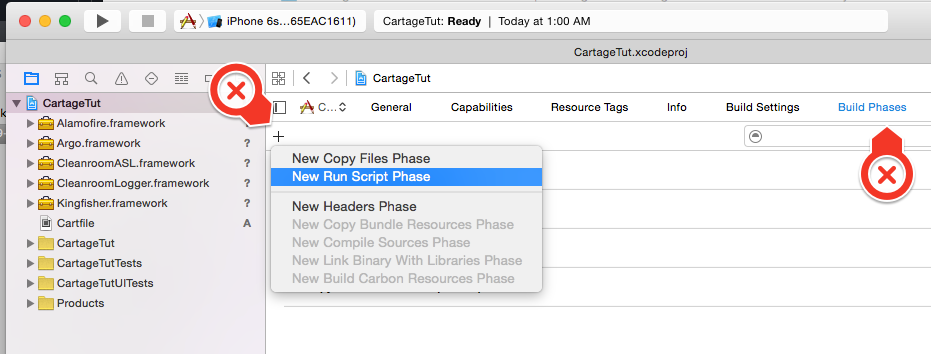 iPhone 6s...65EAC1611)
CartageTut: Ready | Today at 1:00 AM
CartageTut.xcodeproj
CartageTut
CartageTut
C...
General
Capabilities
Resource Tags
Info
Build Settings
Build Phases
Alamofire.framework
Argo.framework ?
CleanroomASL.framework ?
CleanroomLogger.framework ?
Kingfisher.framework ?
Cartfile A
CartageTut
CartageTutTests
CartageTutUITests
Products
New Copy Files Phase
New Run Script Phase
New Headers Phase
New Copy Bundle Resources Phase
New Compile Sources Phase
New Link Binary With Libraries Phase
New Build Carbon Resources Phase